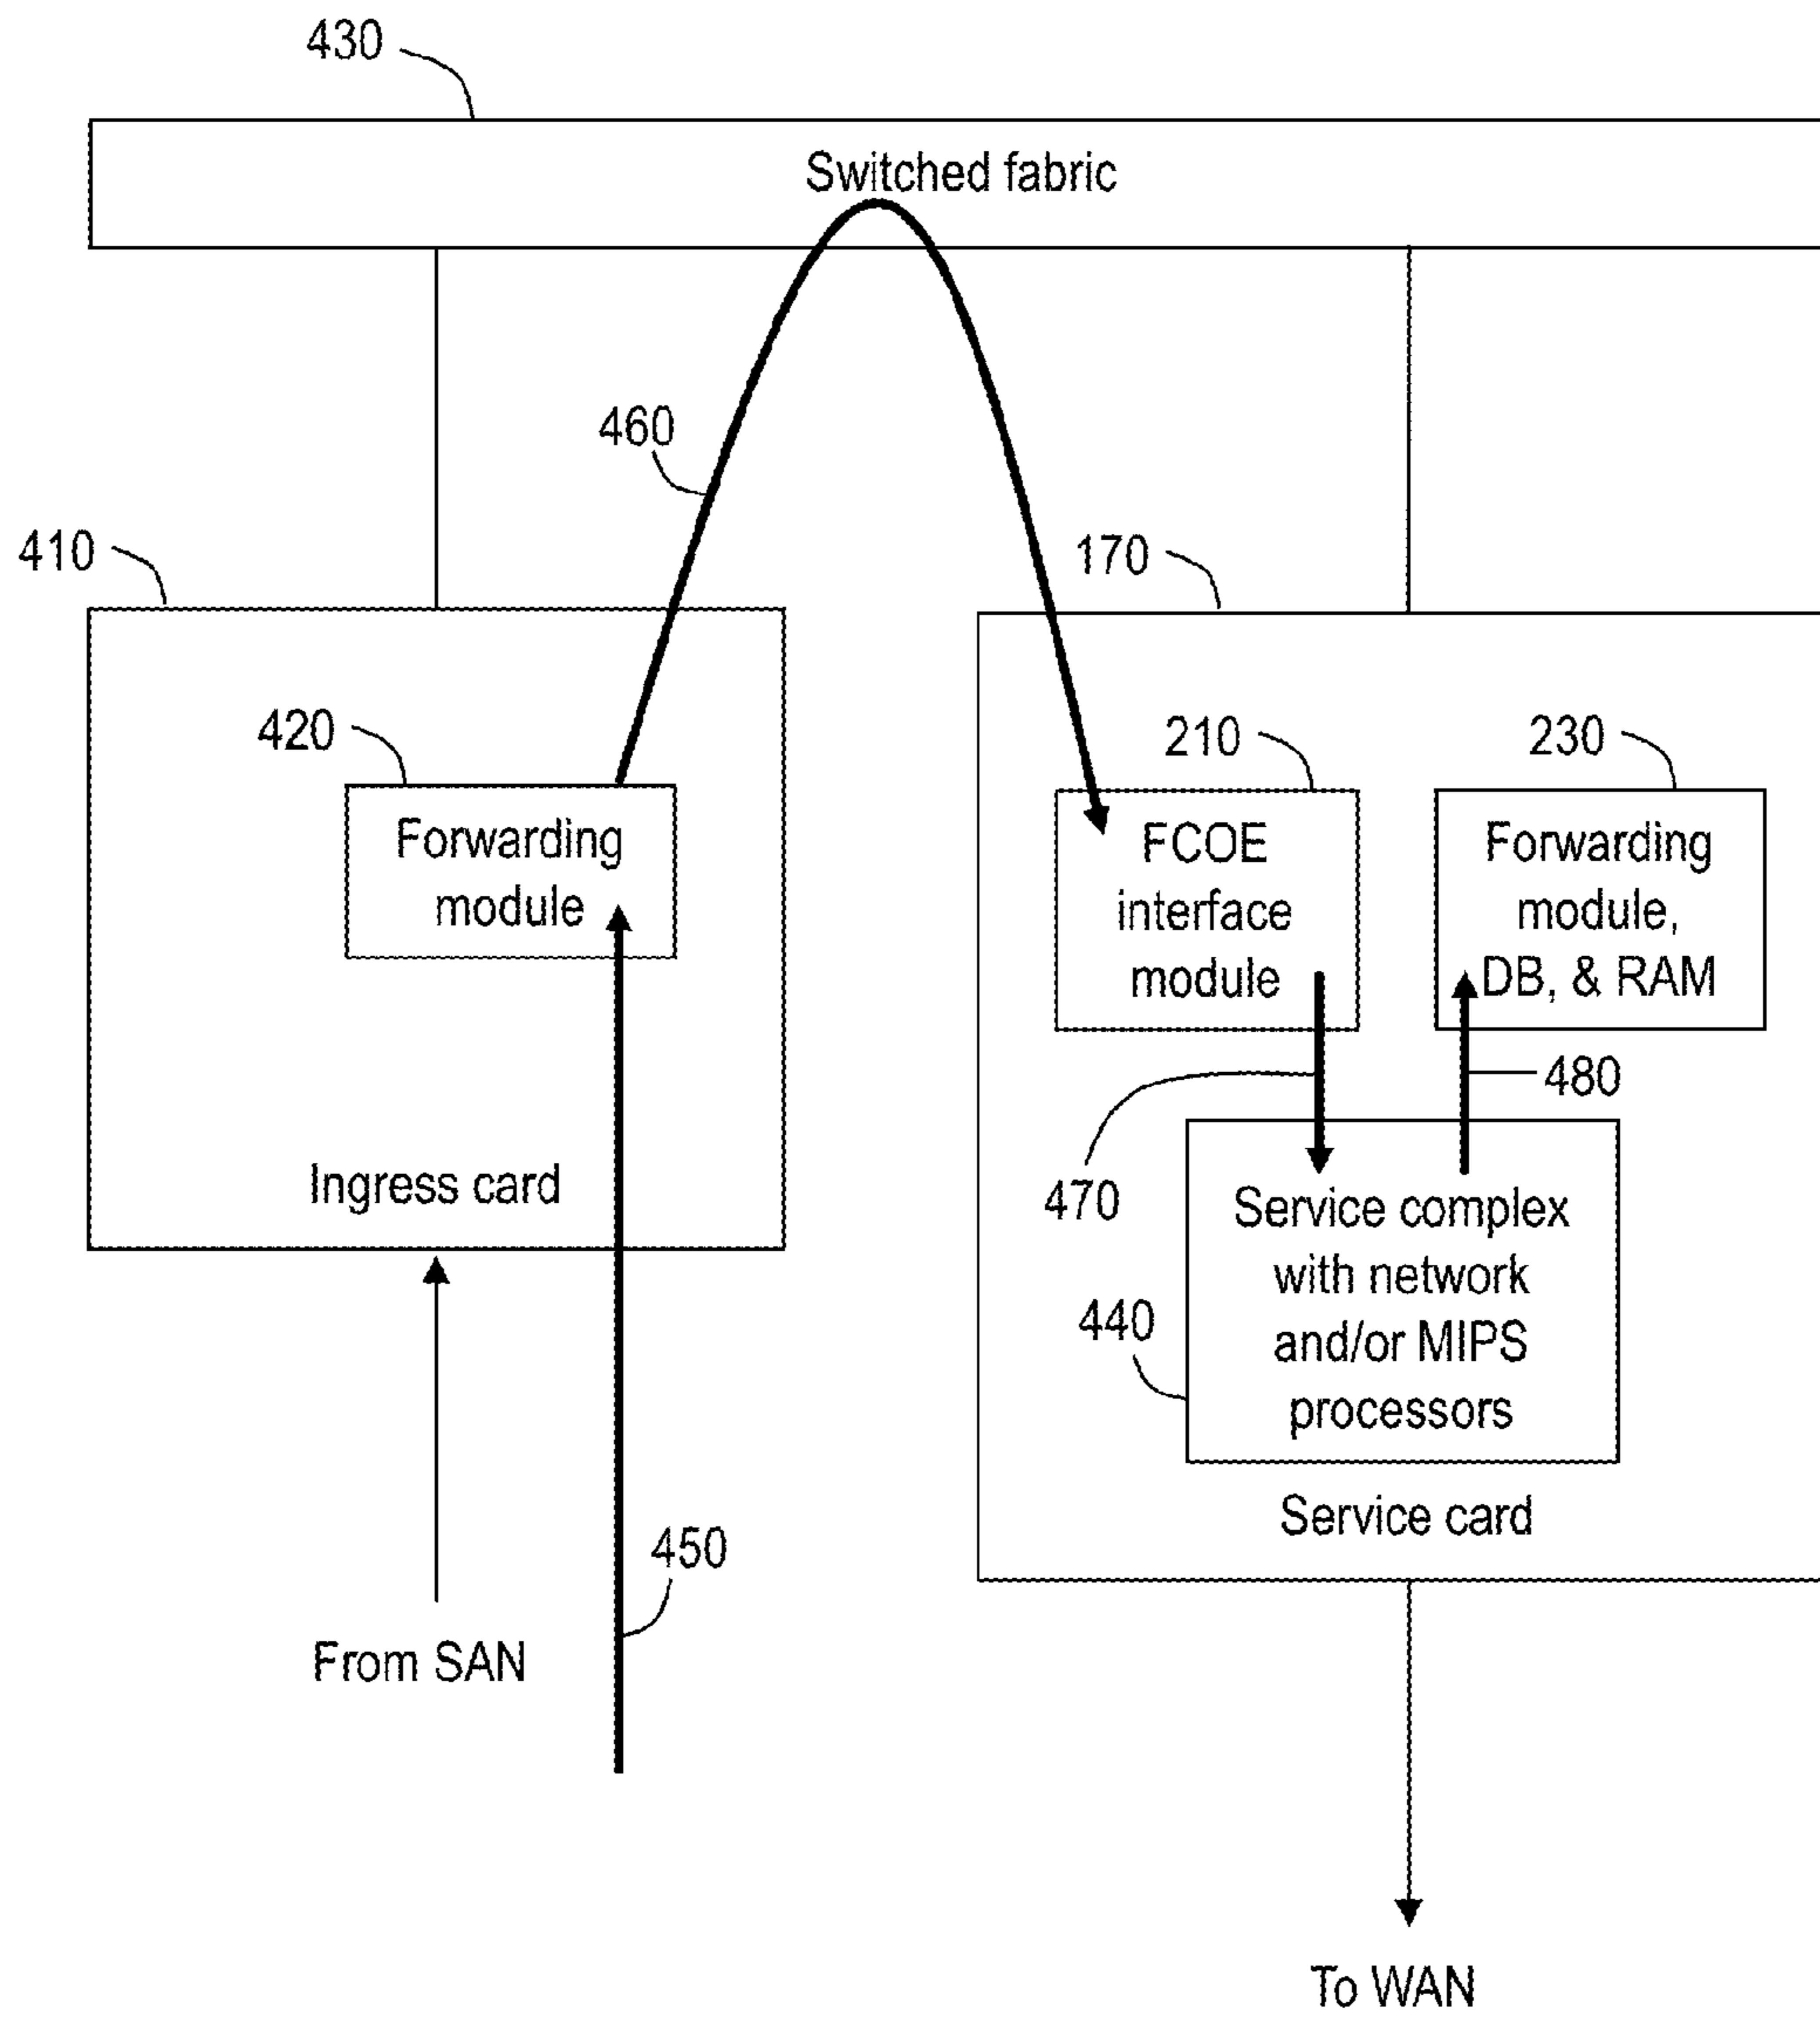 430
Switched fabric
460
410
170
420
210
230
Forwarding
module
FCOE
interface
module
Forwarding
module,
DB, & RAM
480
470
Ingress card
Service complex
with network
and/or MIPS
processors
440
Service card
450
From SAN
To WAN